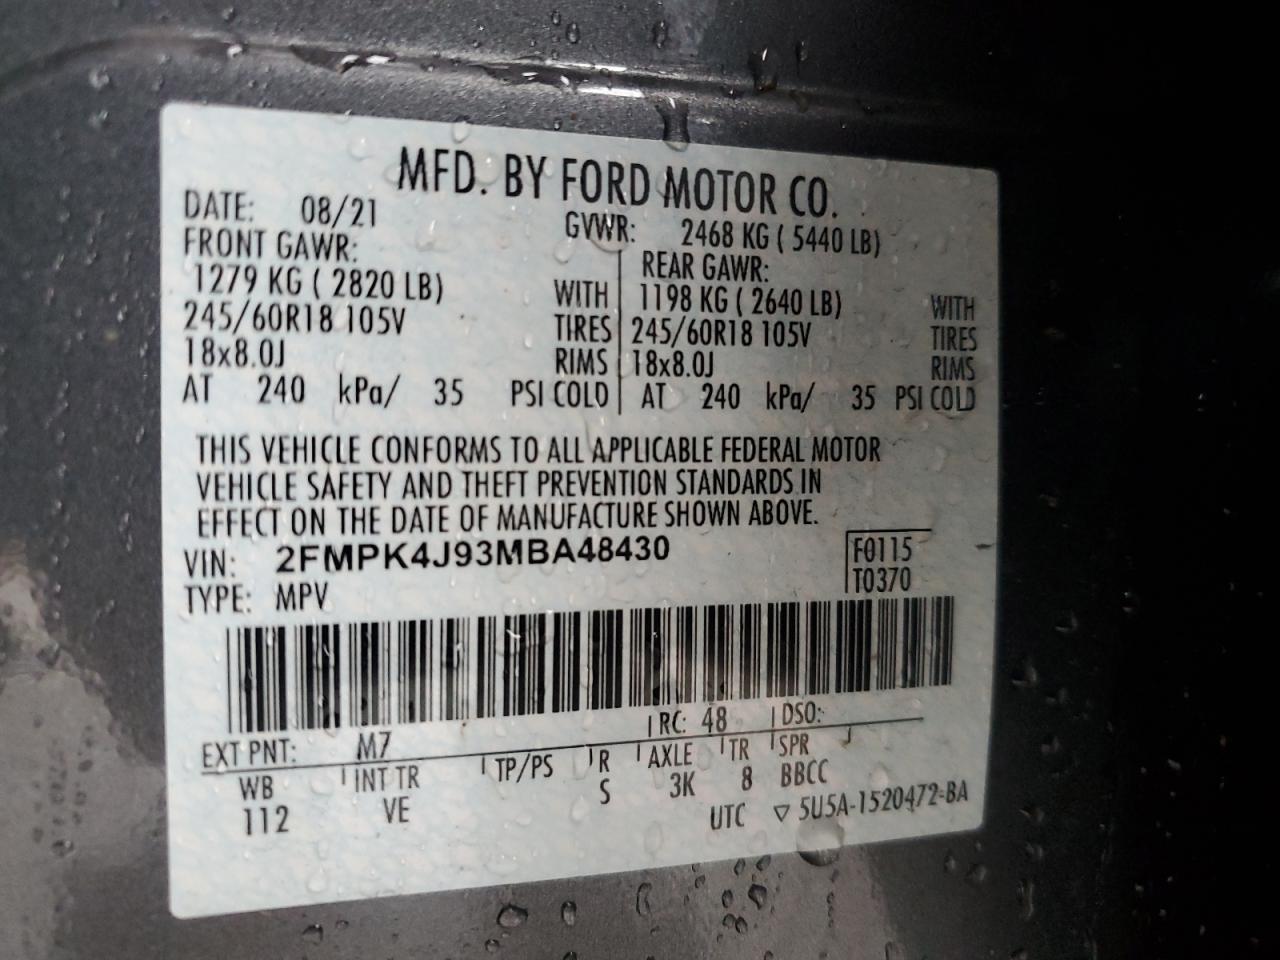 MFD. BY FORD MOTOR CO.
DATE: 08/21 GVWR: 2468 KG ( 5440 LB)
FRONT GAWR: REAR GAWR:
1279 KG ( 2820 LB) WITH 1198 KG ( 2640 LB) WITH
245/60R18 105V TIRES 245/60R18 105V TIRES
18x8.0J RIMS 18x8.0J RIMS
AT 240 kPa/ 35 PSI COLD AT 240 kPa/ 35 PSI COLD
THIS VEHICLE CONFORMS TO ALL APPLICABLE FEDERAL MOTOR
VEHICLE SAFETY AND THEFT PREVENTION STANDARDS IN
EFFECT ON THE DATE OF MANUFACTURE SHOWN ABOVE.
VIN: 2FMPK4J93MBA48430 F0115
TYPE: MPV T0370
EXT PNT: M7 RC: 48 DSO:
WB INT TR TP/PS R AXLE TR SPR
112 VE S 3K 8 BBCC
UTC ▽ 5U5A-1520472-BA